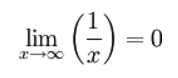 lim x→∞ (1/x) = 0